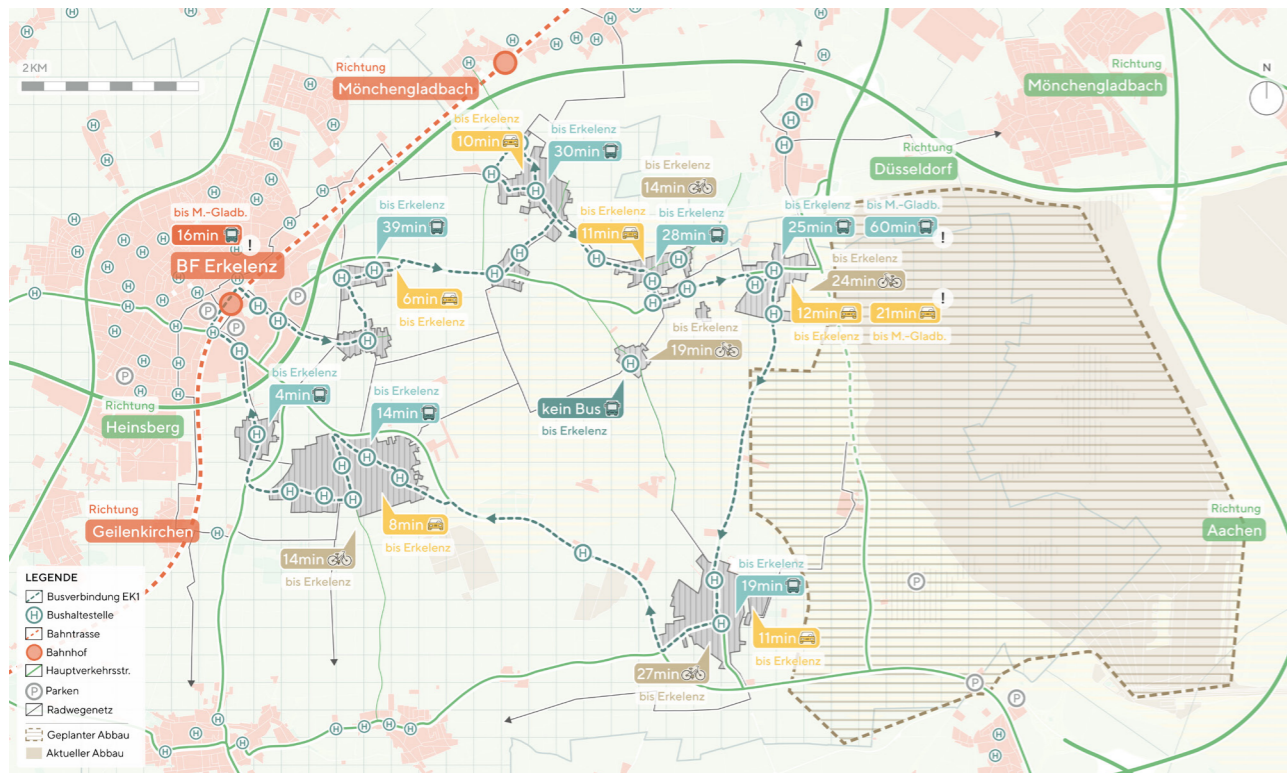 2KM
Richtung
Mönchengladbach
Richtung
Mönchengladbach
N
bis Erkelenz
10min
bis Erkelenz
30min
bis Erkelenz
14min
Richtung
Düsseldorf
bis M.-Gladb.
16min
!
BF Erkelenz
bis Erkelenz
39min
bis Erkelenz
11min
bis Erkelenz
28min
bis Erkelenz
25min
bis M.-Gladb.
60min
!
bis Erkelenz
24min
6min
bis Erkelenz
12min
bis Erkelenz
21min
bis M.-Gladb.
!
bis Erkelenz
19min
kein Bus
bis Erkelenz
bis Erkelenz
4min
bis Erkelenz
14min
Richtung
Heinsberg
Richtung
Geilenkirchen
8min
bis Erkelenz
14min
bis Erkelenz
Richtung
Aachen
bis Erkelenz
19min
11min
bis Erkelenz
27min
bis Erkelenz
LEGENDE
Busverbindung EK1
H Bushaltestelle
Bahntrasse
Bahnhof
Hauptverkehrsstr.
P Parken
Radwegenetz
Geplanter Abbau
Aktueller Abbau